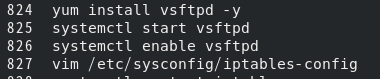 824 yum install vsftpd -y
825 systemctl start vsftpd
826 systemctl enable vsftpd
827 vim /etc/sysconfig/iptables-config